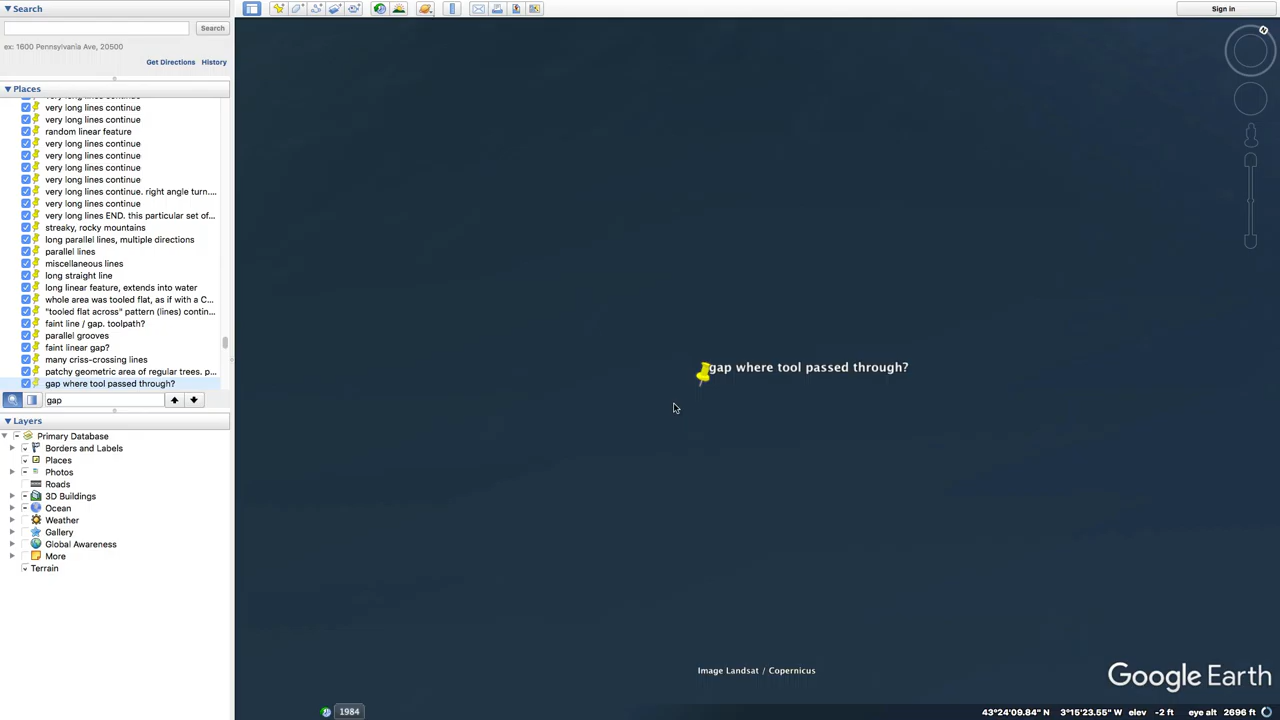 Search
Sign in
Search
ex: 1600 Pennsylvania Ave, 20500
Get Directions History
Places
very long lines continue
very long lines continue
very long lines continue
random linear feature
very long lines continue
very long lines continue
very long lines continue
very long lines continue
very long lines continue. right angle turn....
very long lines continue
very long lines END. this particular set of...
streaky, rocky mountains
long parallel lines, multiple directions
parallel lines
miscellaneous lines
long straight line
long linear feature, extends into water
whole area was tooled flat, as if with a C...
"tooled flat across" pattern (lines) contin...
faint line / gap. toolpath?
parallel grooves
faint linear gap?
many criss-crossing lines
patchy geometric area of regular trees. p...
gap where tool passed through?
gap
Layers
Primary Database
Borders and Labels
Places
Photos
Roads
3D Buildings
Ocean
Weather
Gallery
Global Awareness
More
Terrain
N
gap where tool passed through?
Image Landsat / Copernicus
Google Earth
1984
43°24'09.84" N 3°15'23.55" W elev -2 ft eye alt 2696 ft